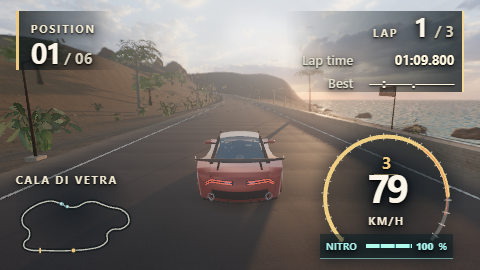 POSITION
01 / 06
LAP 1 / 3
Lap time 01:09.800
Best
CALA DI VETRA
3
79
KM/H
NITRO 100 %